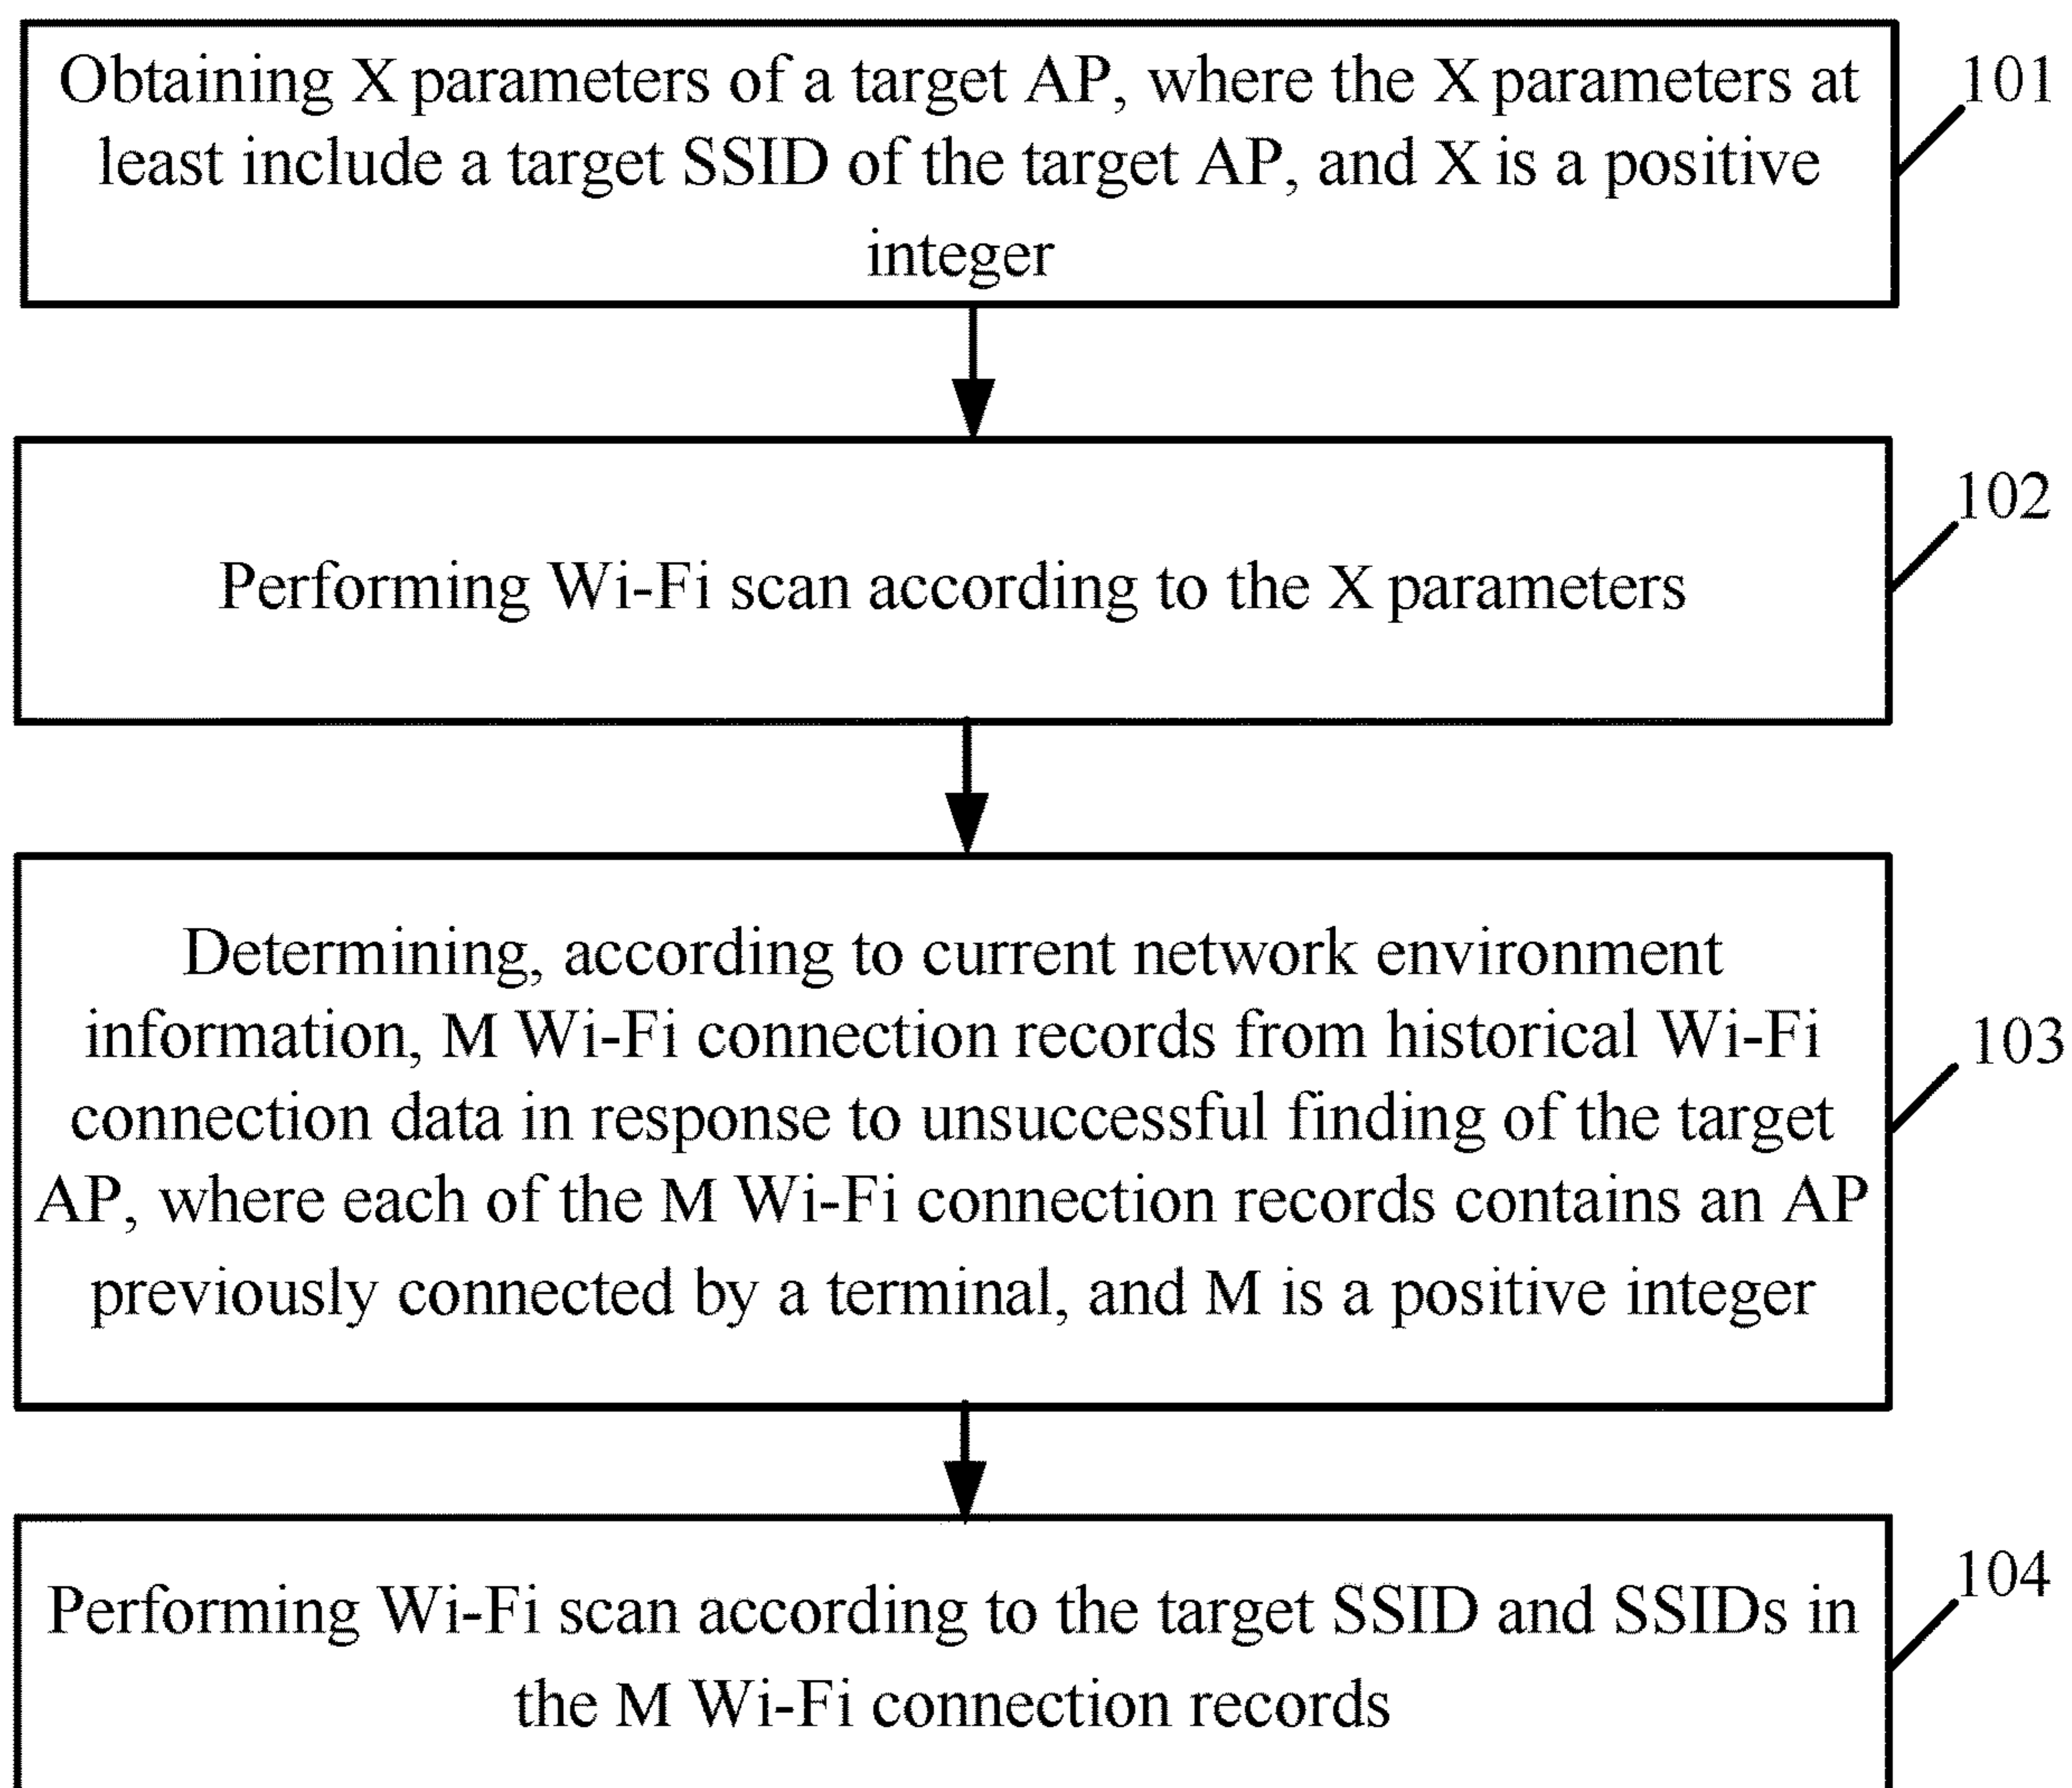 Obtaining X parameters of a target AP, where the X parameters at
least include a target SSID of the target AP, and X is a positive
integer
101
Performing Wi-Fi scan according to the X parameters
102
Determining, according to current network environment
information, M Wi-Fi connection records from historical Wi-Fi
connection data in response to unsuccessful finding of the target
AP, where each of the M Wi-Fi connection records contains an AP
previously connected by a terminal, and M is a positive integer
103
Performing Wi-Fi scan according to the target SSID and SSIDs in
the M Wi-Fi connection records
104